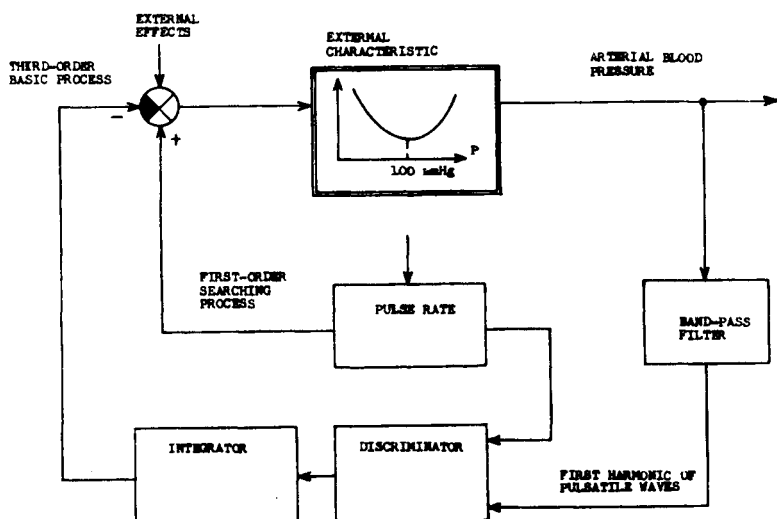 EXTERNAL
EFFECTS
THIRD-ORDER
BASIC PROCESS
EXTERMAL
CHARACTERISTIC
ARTERIAL BLOOD
PRESSURE
−
+
P
100 mmHg
FIRST-ORDER
SEARCHING
PROCESS
PULSE RATE
BAND-PASS
FILTER
INTEGRATOR
DISCRIMINATOR
FIRST HARMONIC OF
PULSATILE WAVES